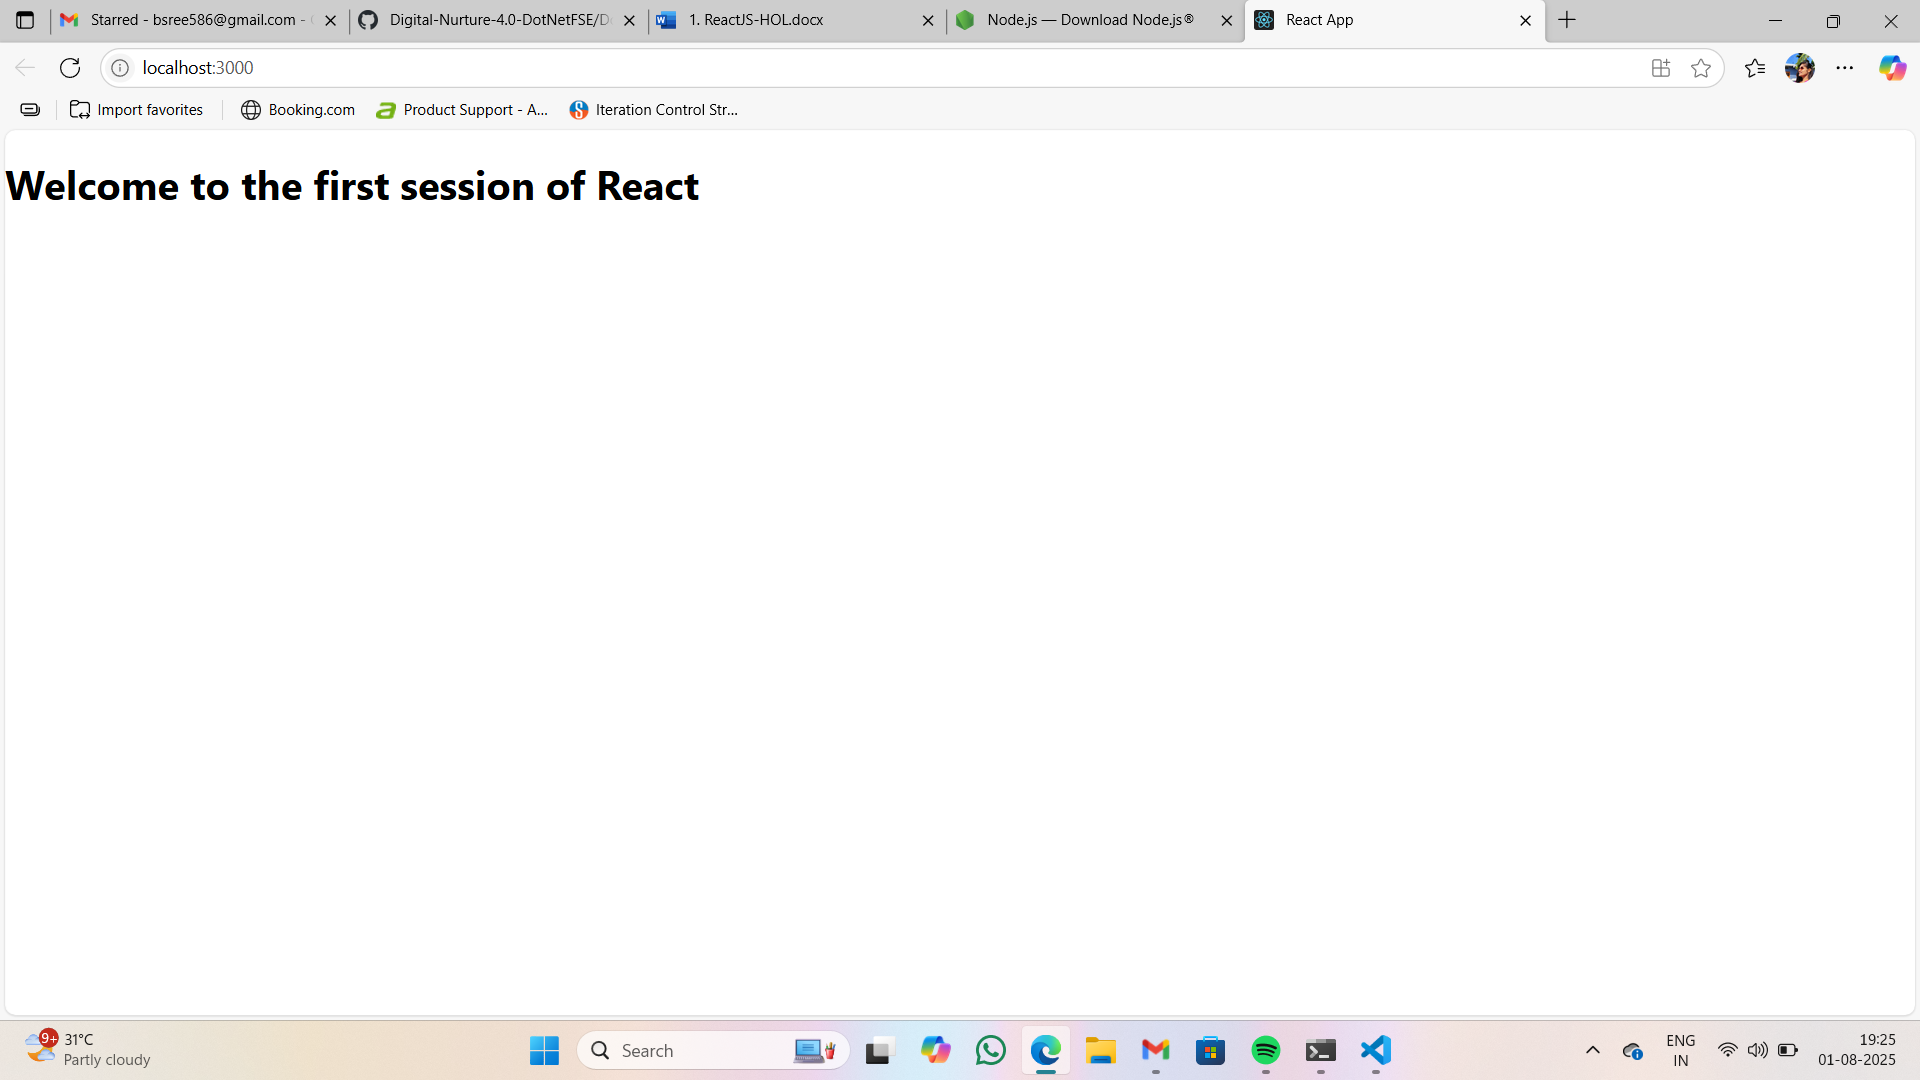 Starred - bsree586@gmail.com -
Digital-Nurture-4.0-DotNetFSE/D
1. ReactJS-HOL.docx
Node.js — Download Node.js®
React App
localhost:3000
Import favorites
Booking.com
Product Support - A...
Iteration Control Str...
Welcome to the first session of React
9+
31°C
Partly cloudy
Search
ENG
IN
19:25
01-08-2025